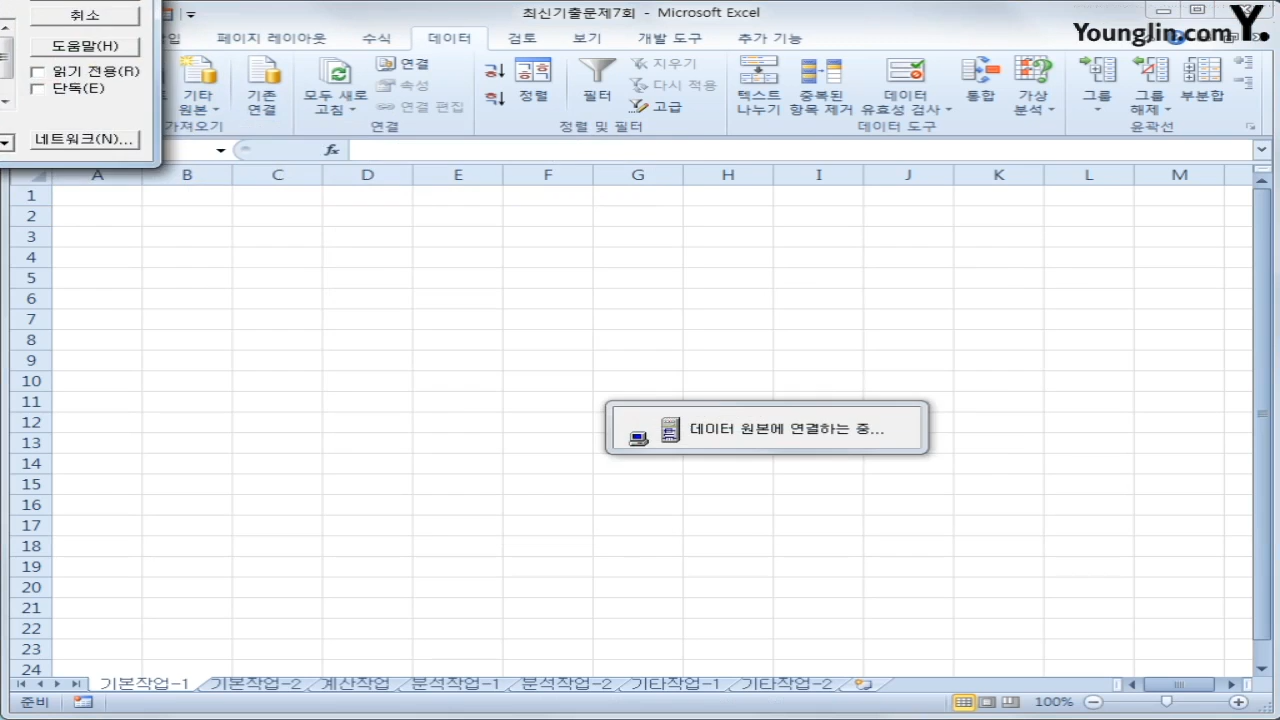 최신기출문제7회 - Microsoft Excel
Younglin.com Y.
취소
도움말(H)
읽기 전용(R)
단독(E)
네트워크(N)...
페이지 레이아웃 수식 데이터 검토 보기 개발 도구 추가 기능
기타 원본
기존 연결
모두 새로 고침
연결
속성
연결 편집
연결
정렬
필터
지우기
다시 적용
고급
정렬 및 필터
텍스트 나누기
중복된 항목 제거
데이터 유효성 검사
통합
가상 분석
데이터 도구
그룹
그룹 해제
부분합
윤곽선
fx
A B C D E F G H I J K L M
1
2
3
4
5
6
7
8
9
10
11
12
13
14
15
16
17
18
19
20
21
22
23
24
데이터 원본에 연결하는 중...
기본작업-1 기본작업-2 계산작업 분석작업-1 분석작업-2 기타작업-1 기타작업-2
준비 100%